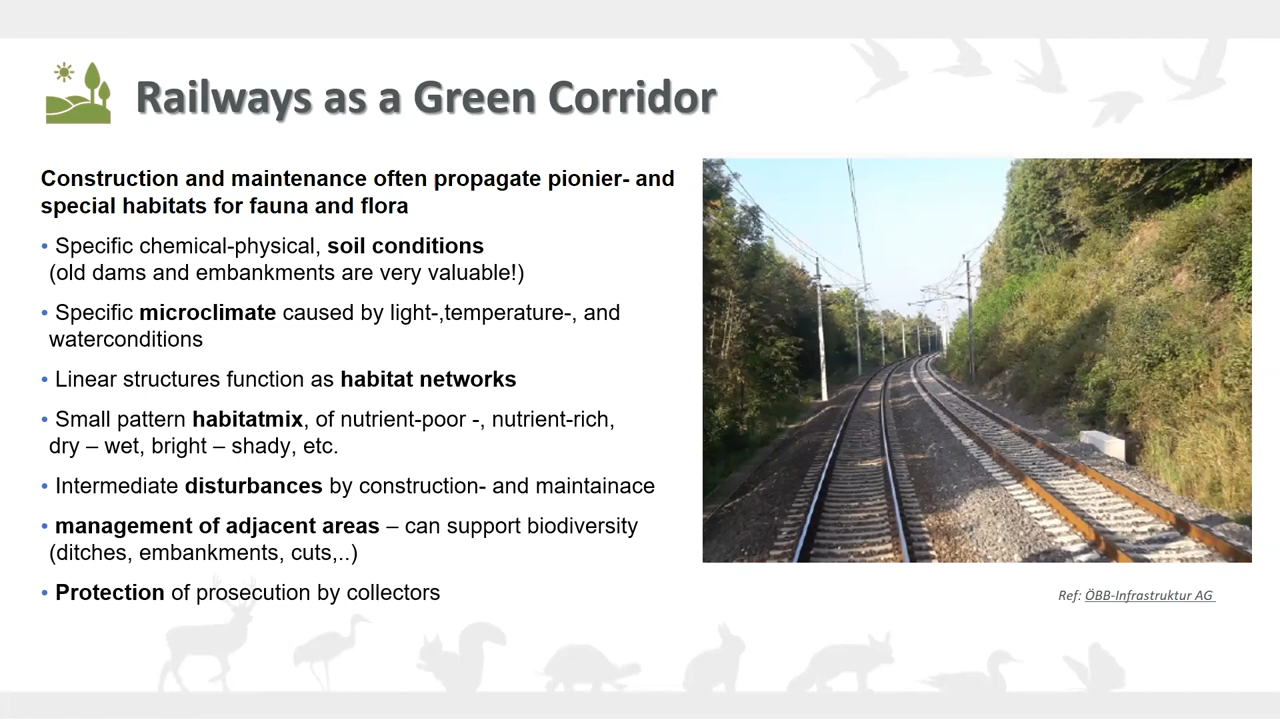 Railways as a Green Corridor
Construction and maintenance often propagate pionier- and
special habitats for fauna and flora
• Specific chemical-physical, soil conditions
(old dams and embankments are very valuable!)
• Specific microclimate caused by light-,temperature-, and
waterconditions
• Linear structures function as habitat networks
• Small pattern habitatmix, of nutrient-poor -, nutrient-rich,
dry – wet, bright – shady, etc.
• Intermediate disturbances by construction- and maintainace
• management of adjacent areas – can support biodiversity
(ditches, embankments, cuts,..)
• Protection of prosecution by collectors
Ref: ÖBB-Infrastruktur AG